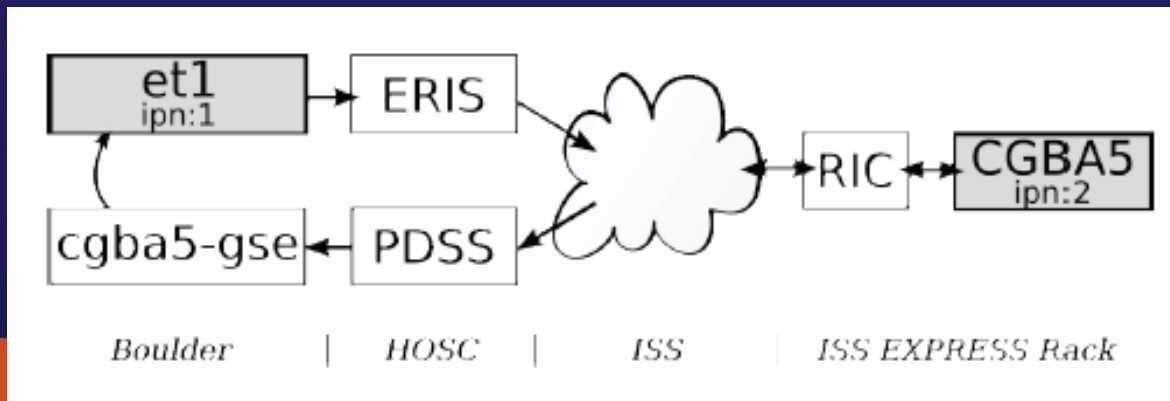 et1
ipn:1
ERIS
RIC
CGBA5
ipn:2
cgba5-gse
PDSS
Boulder | HOSC | ISS | ISS EXPRESS Rack